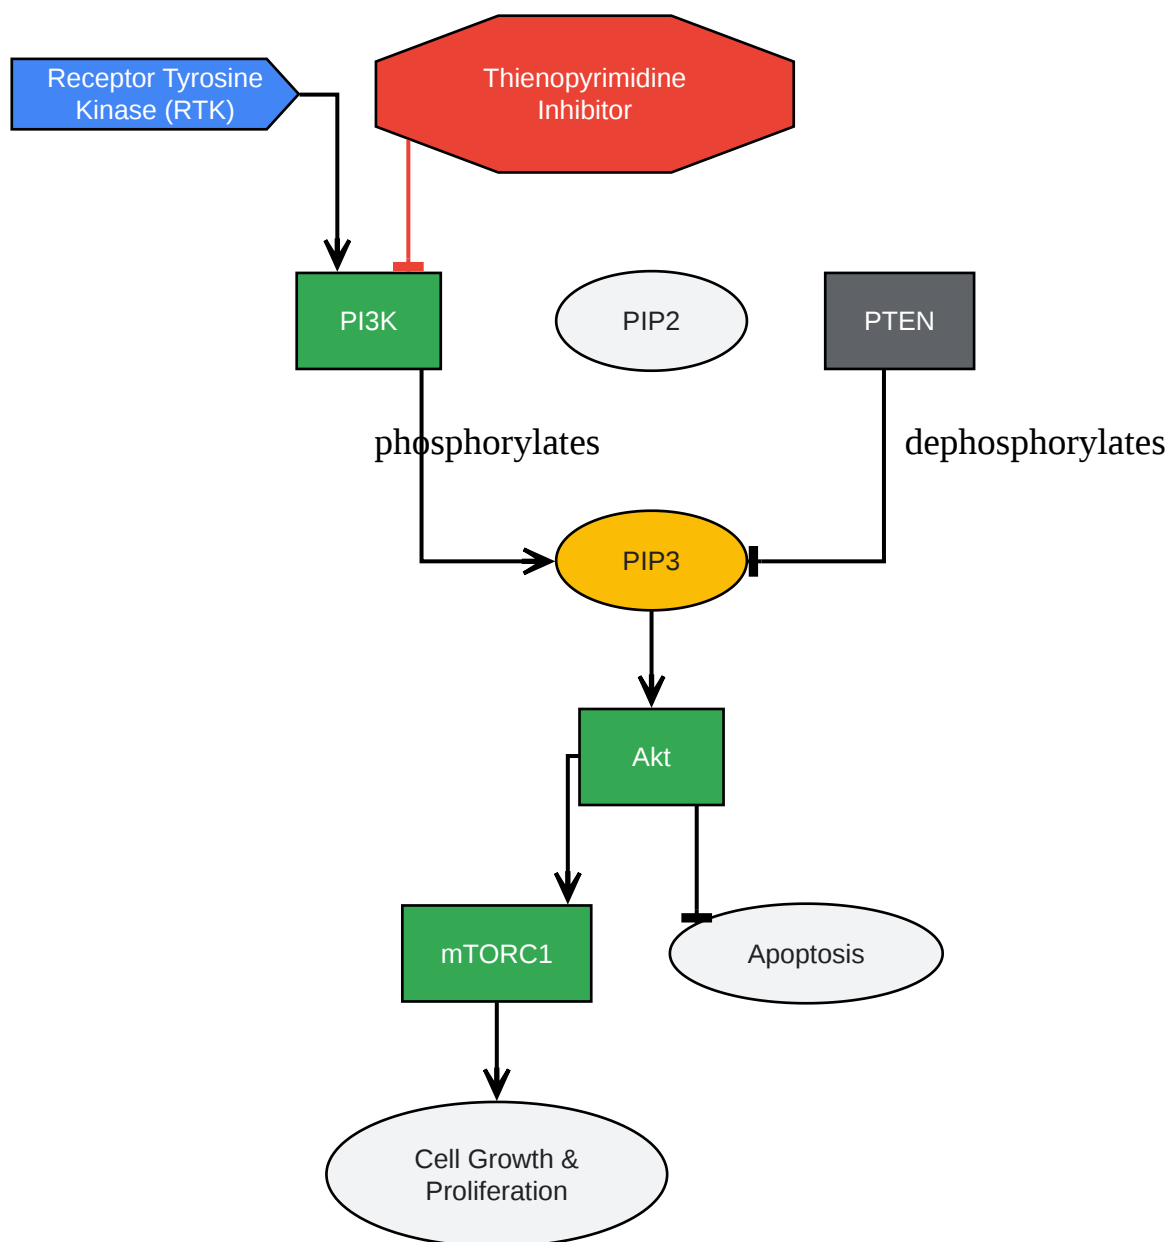 Receptor Tyrosine
Kinase (RTK)
Thienopyrimidine
Inhibitor
PI3K
PIP2
PTEN
phosphorylates
dephosphorylates
PIP3
Akt
mTORC1
Apoptosis
Cell Growth &
Proliferation